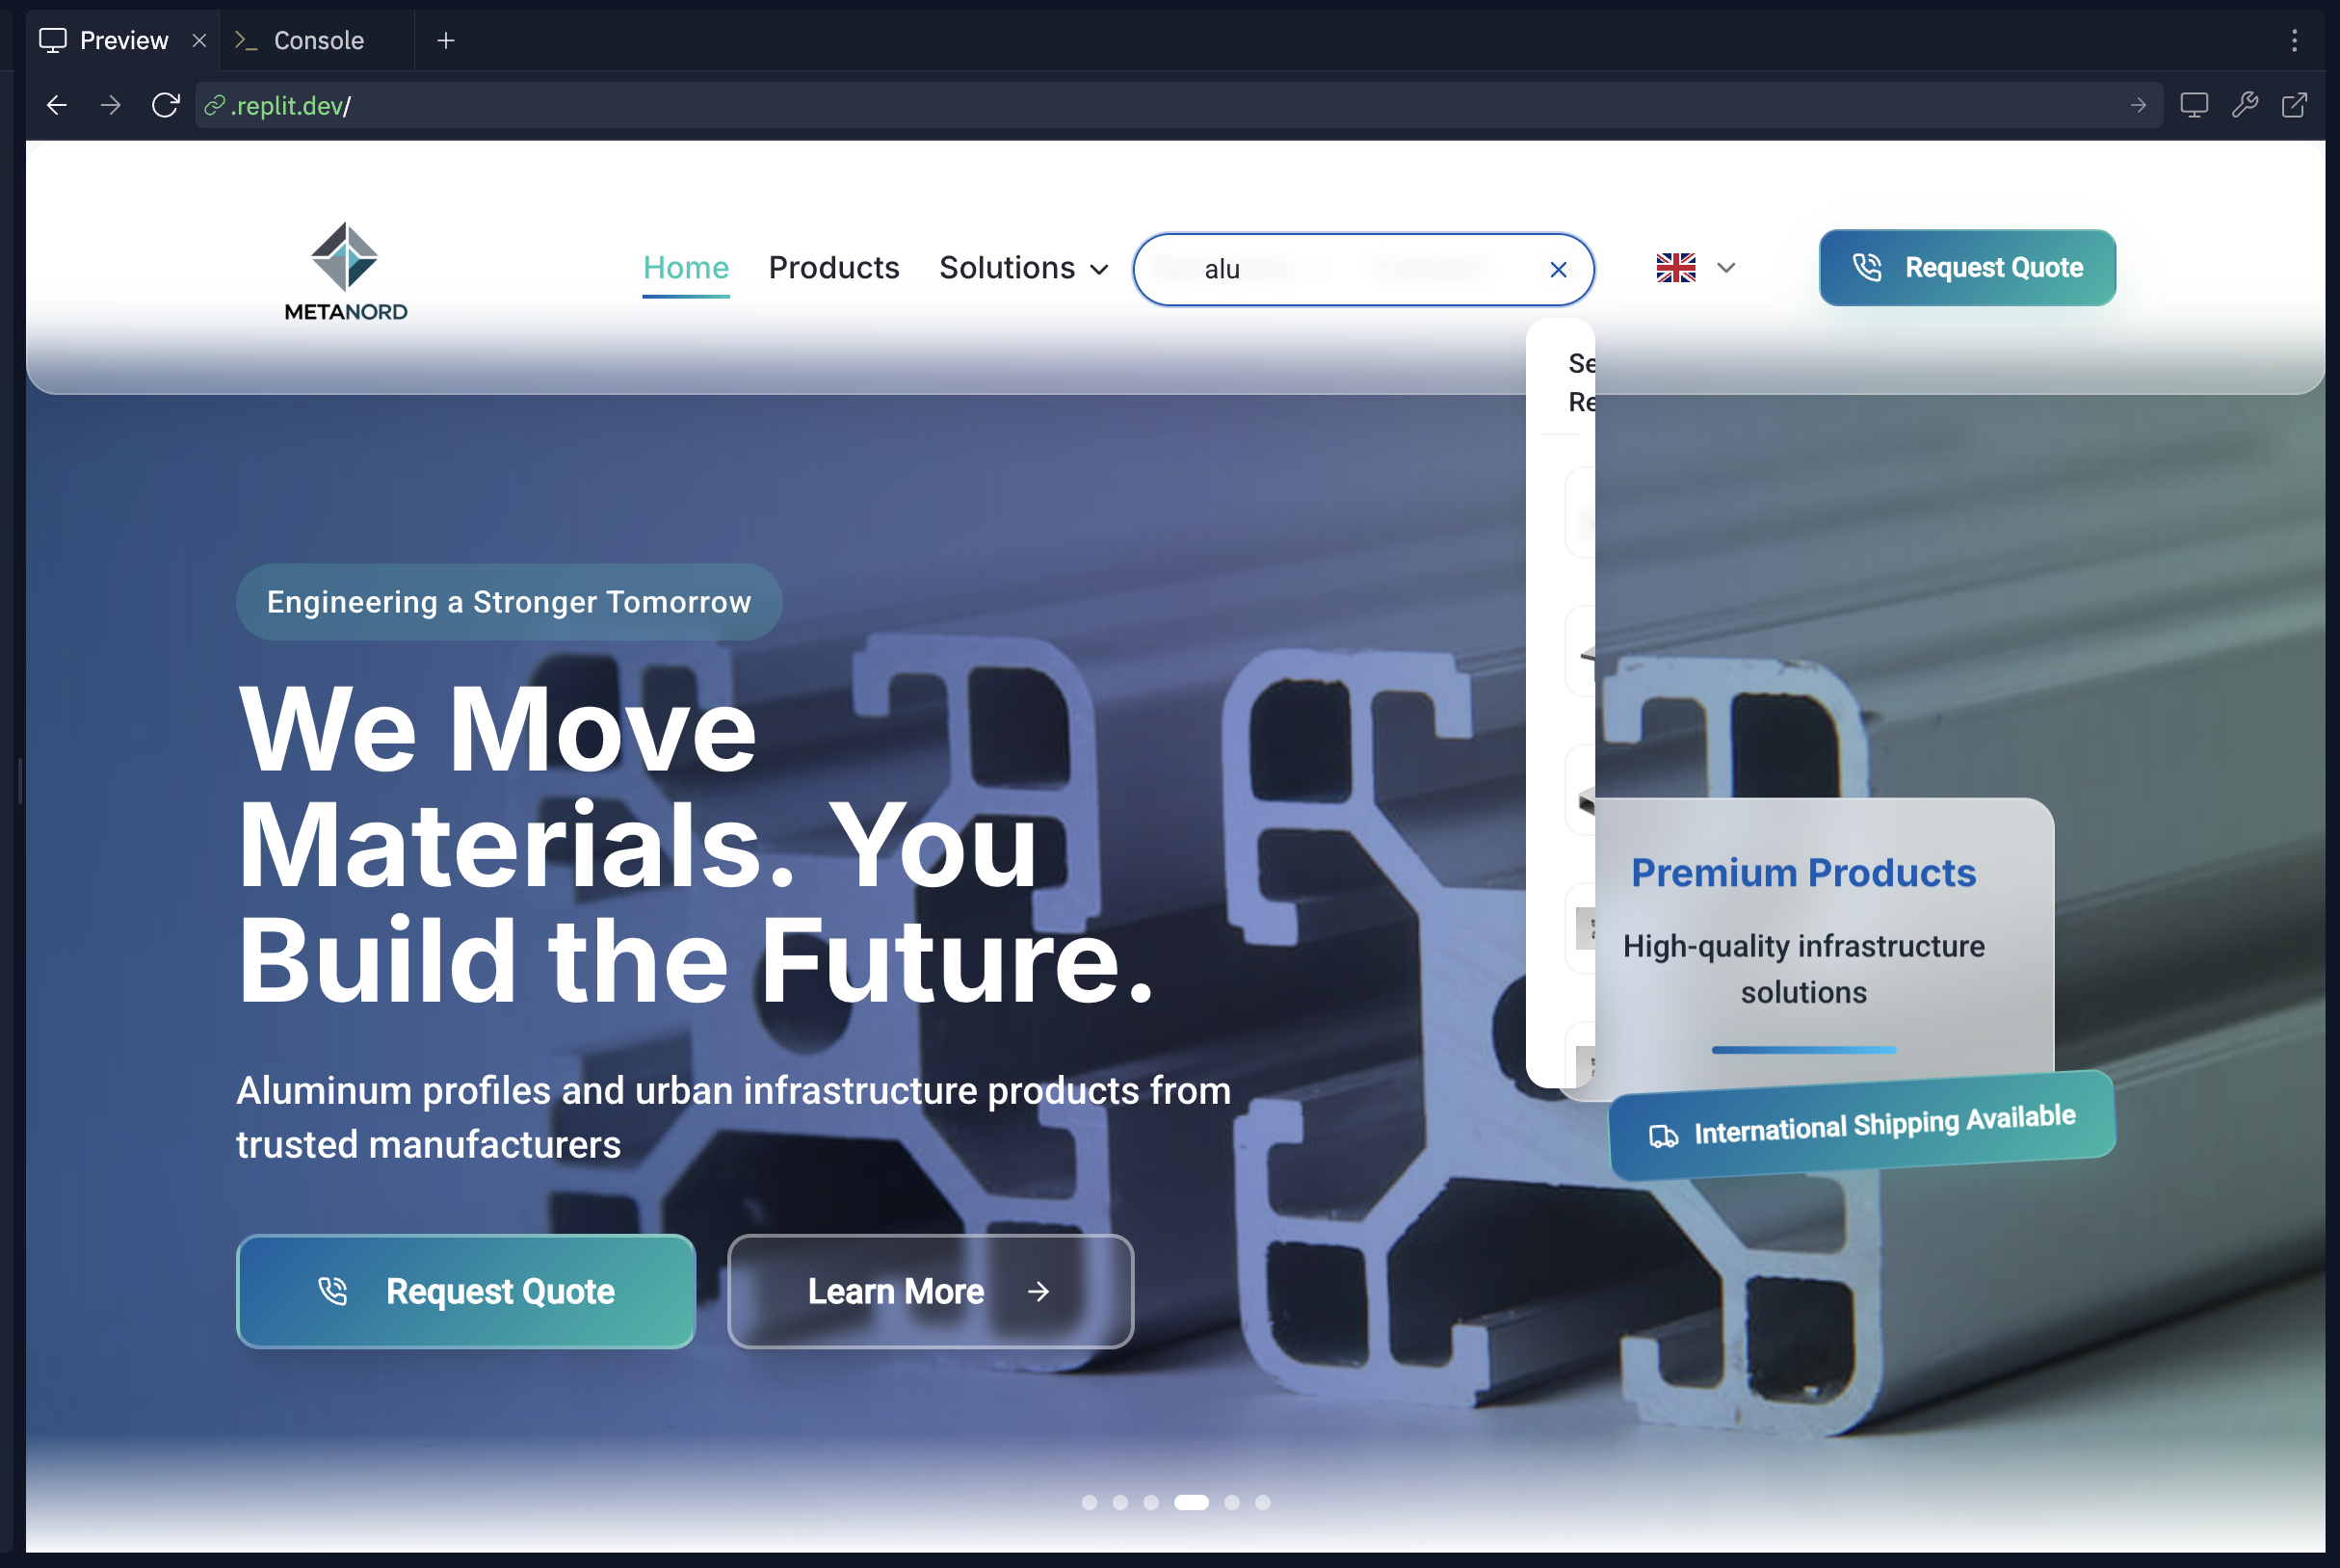 Preview
Console
.replit.dev/
METANORD
Home
Products
Solutions
alu
Request Quote
Se
Re
Engineering a Stronger Tomorrow
We Move
Materials. You
Build the Future.
Aluminum profiles and urban infrastructure products from
trusted manufacturers
Request Quote
Learn More
Premium Products
High-quality infrastructure
solutions
International Shipping Available